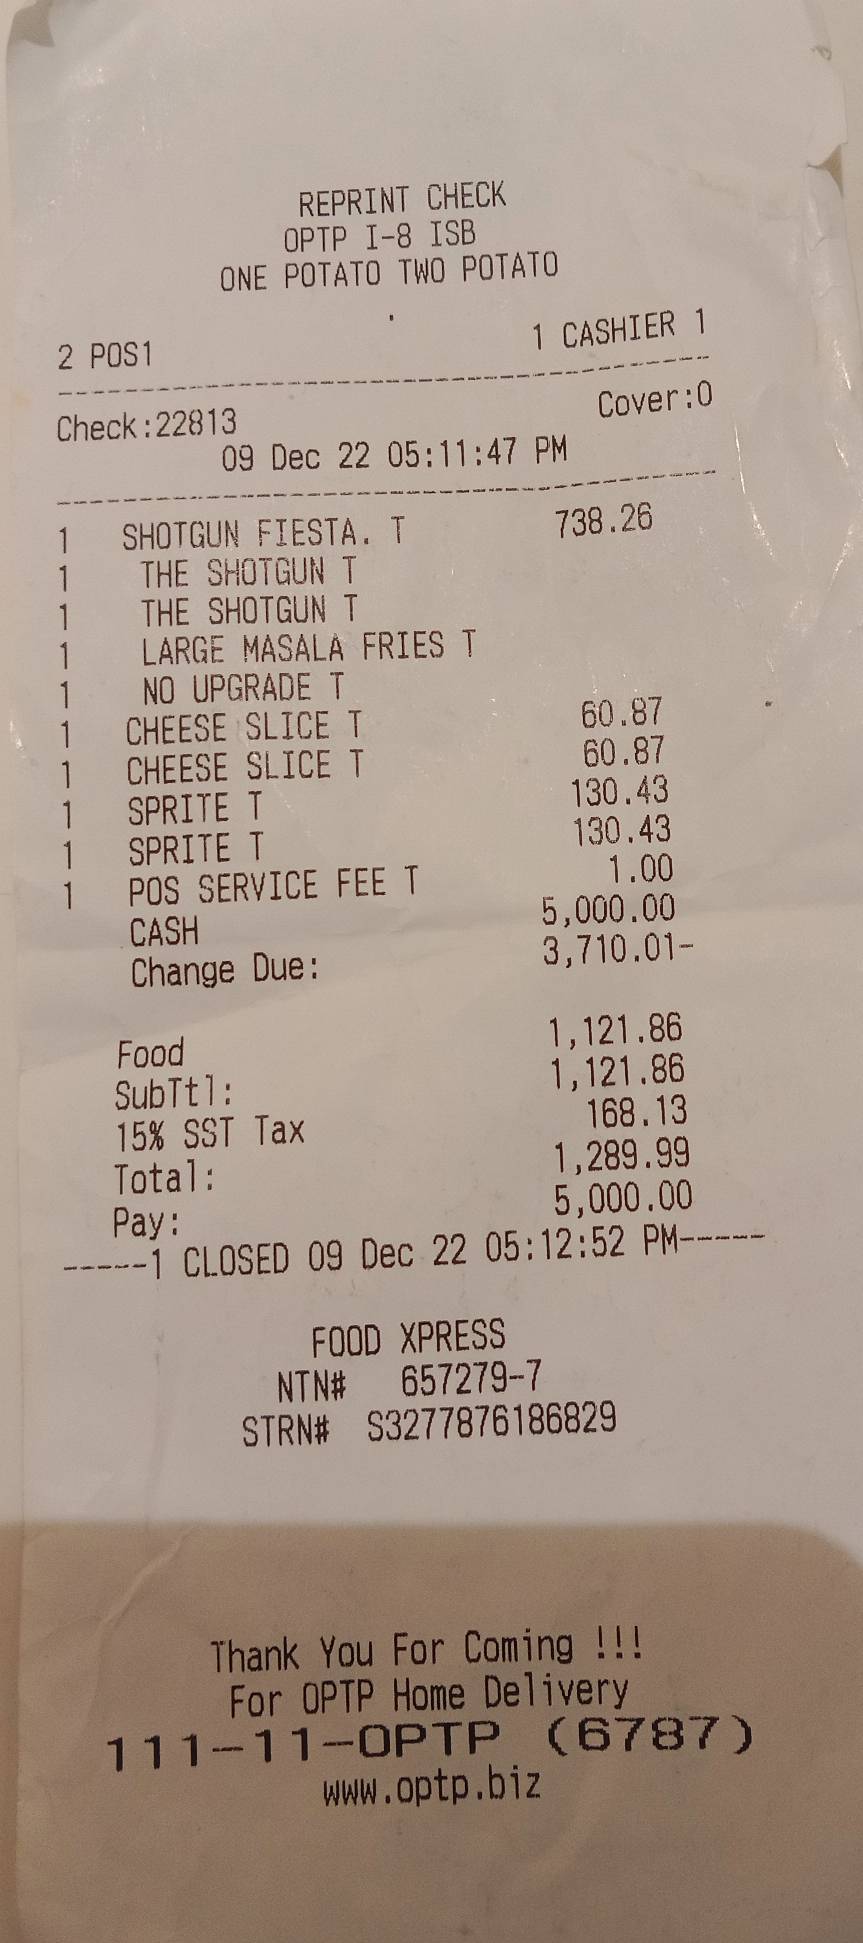 REPRINT CHECK
OPTP I-8 ISB
ONE POTATO TWO POTATO
2 POS1 1 CASHIER 1
Check:22813 Cover:0
09 Dec 22 05:11:47 PM
1 SHOTGUN FIESTA. T 738.26
1 THE SHOTGUN T
1 THE SHOTGUN T
1 LARGE MASALA FRIES T
1 NO UPGRADE T
1 CHEESE SLICE T 60.87
1 CHEESE SLICE T 60.87
1 SPRITE T 130.43
1 SPRITE T 130.43
1 POS SERVICE FEE T 1.00
CASH 5,000.00
Change Due: 3,710.01-
Food 1,121.86
SubTtl: 1,121.86
15% SST Tax 168.13
Total: 1,289.99
Pay: 5,000.00
-----1 CLOSED 09 Dec 22 05:12:52 PM-----
FOOD XPRESS
NTN# 657279-7
STRN# S3277876186829
Thank You For Coming !!!
For OPTP Home Delivery
111-11-OPTP (6787)
www.optp.biz